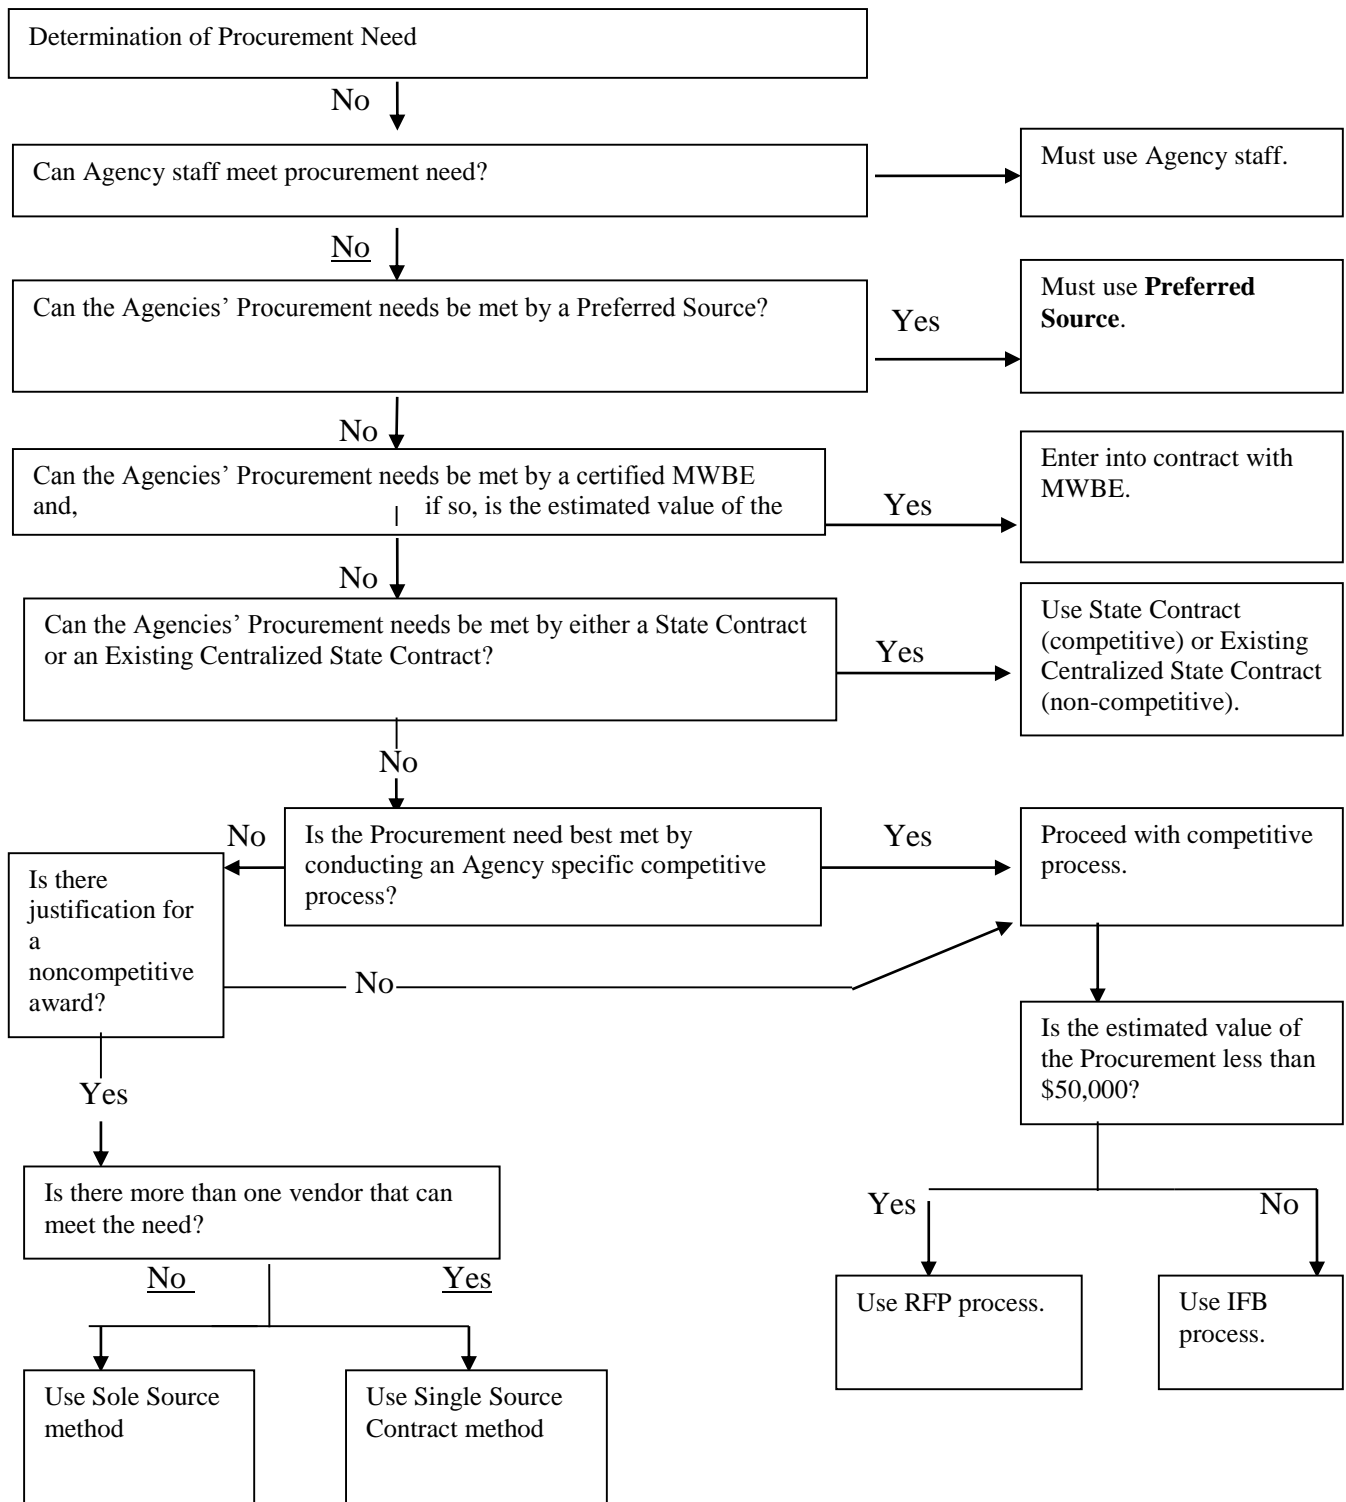 Determination of Procurement Need
No
Can Agency staff meet procurement need?
Must use Agency staff.
No
Can the Agencies’ Procurement needs be met by a Preferred Source?
Yes
Must use Preferred
Source.
No
Can the Agencies’ Procurement needs be met by a certified MWBE
and, if so, is the estimated value of the
Yes
Enter into contract with
MWBE.
No
Can the Agencies’ Procurement needs be met by either a State Contract
or an Existing Centralized State Contract?
Yes
Use State Contract
(competitive) or Existing
Centralized State Contract
(non-competitive).
No
Is the Procurement need best met by
conducting an Agency specific competitive
process?
No
Yes
Proceed with competitive
process.
Is there
justification for
a
noncompetitive
award?
No
Is the estimated value of
the Procurement less than
$50,000?
Yes
Is there more than one vendor that can
meet the need?
Yes
No
No
Yes
Use RFP process.
Use IFB
process.
Use Sole Source
method
Use Single Source
Contract method